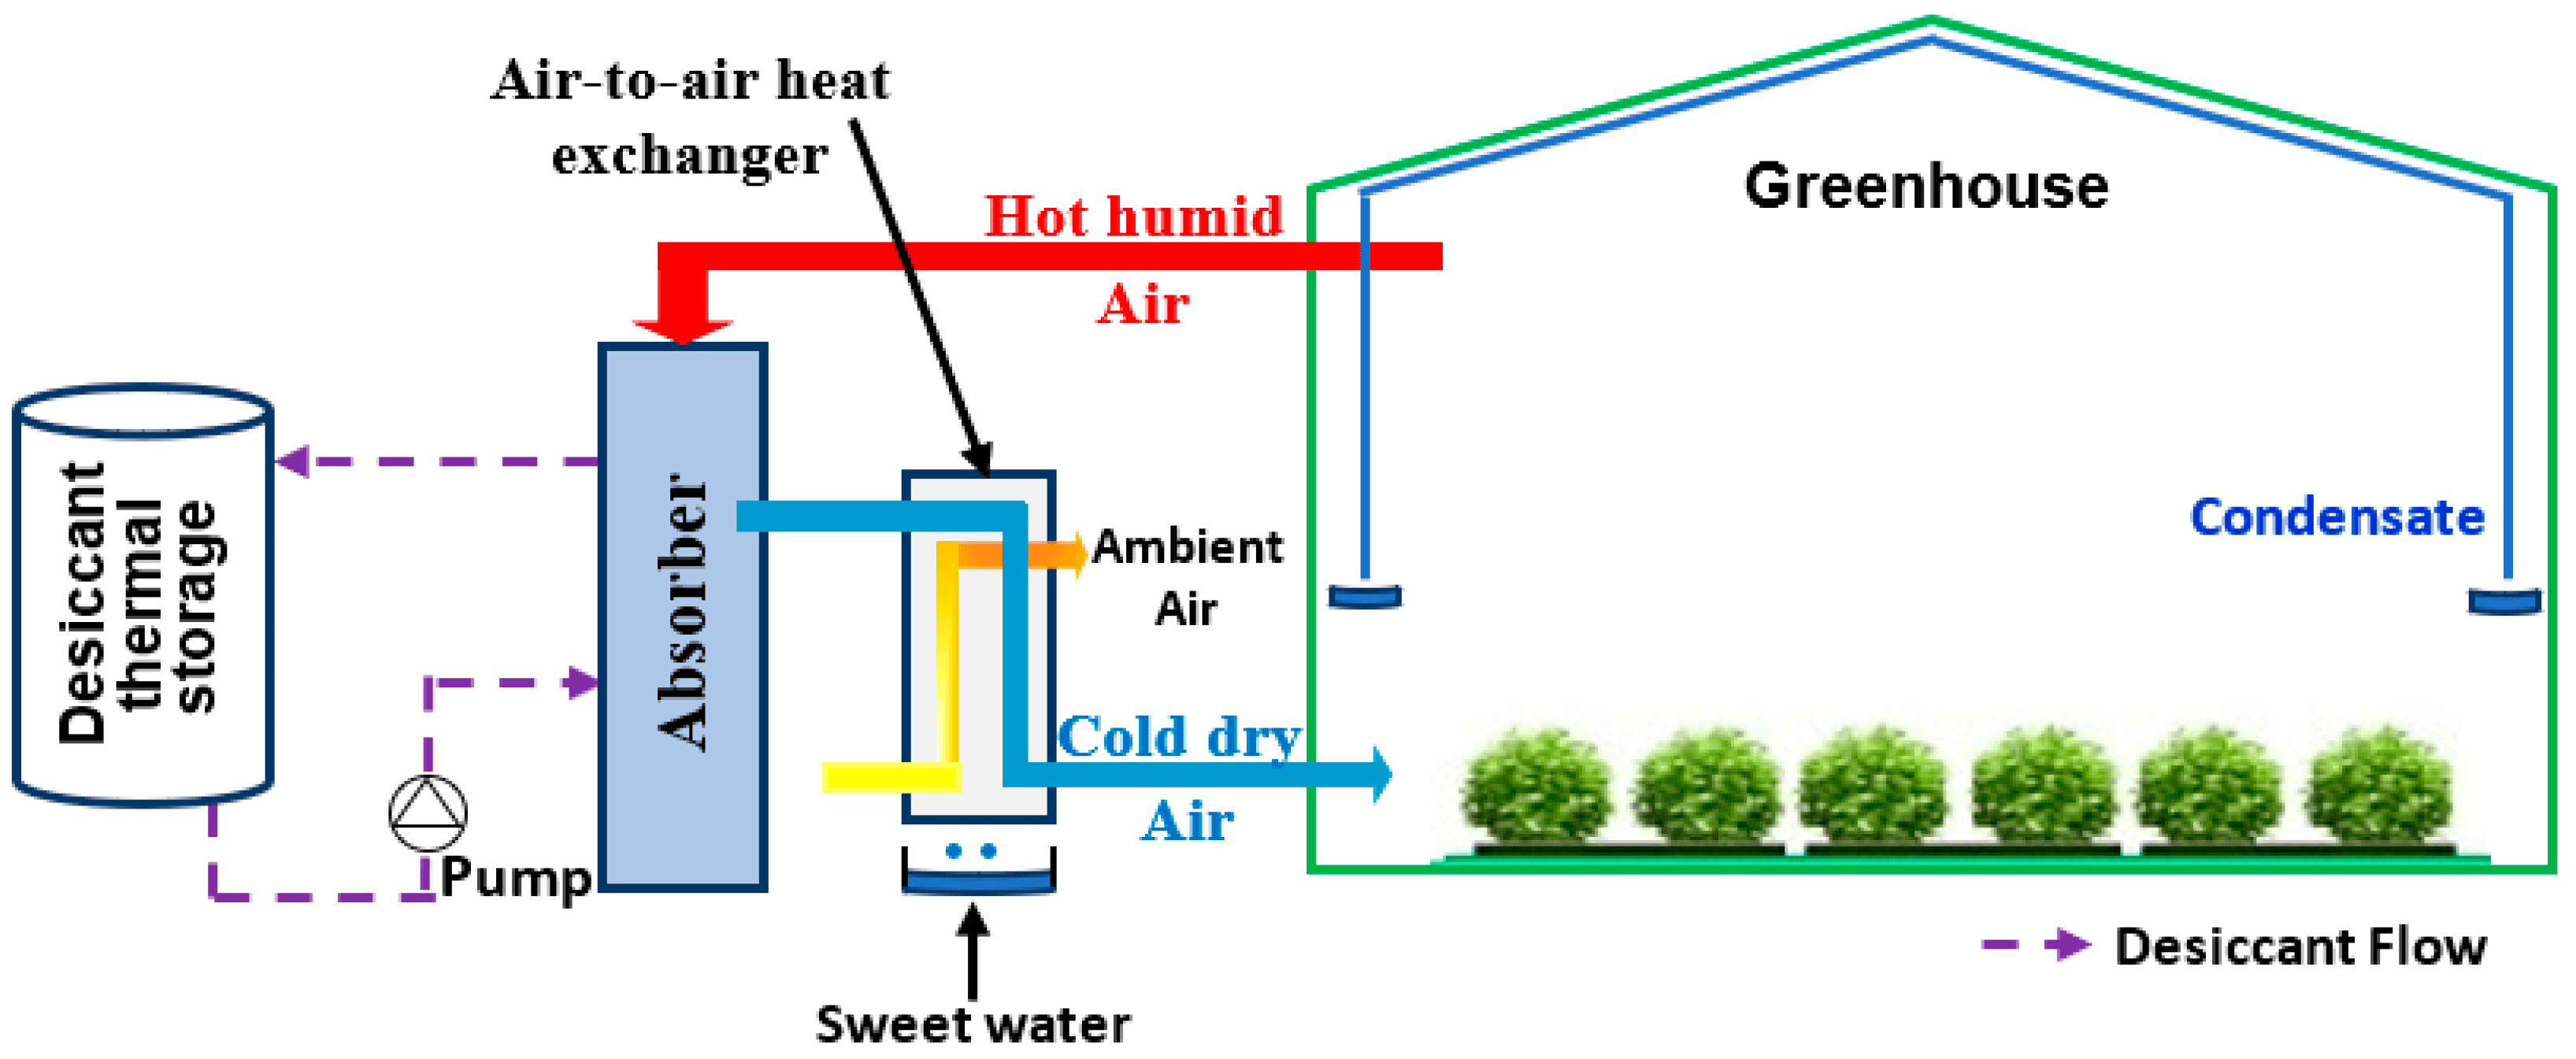 Air-to-air heat
exchanger
Hot humid
Air
Greenhouse
Desiccant
thermal
storage
Absorber
Ambient
Air
Condensate
Cold dry
Air
Pump
Desiccant Flow
Sweet water